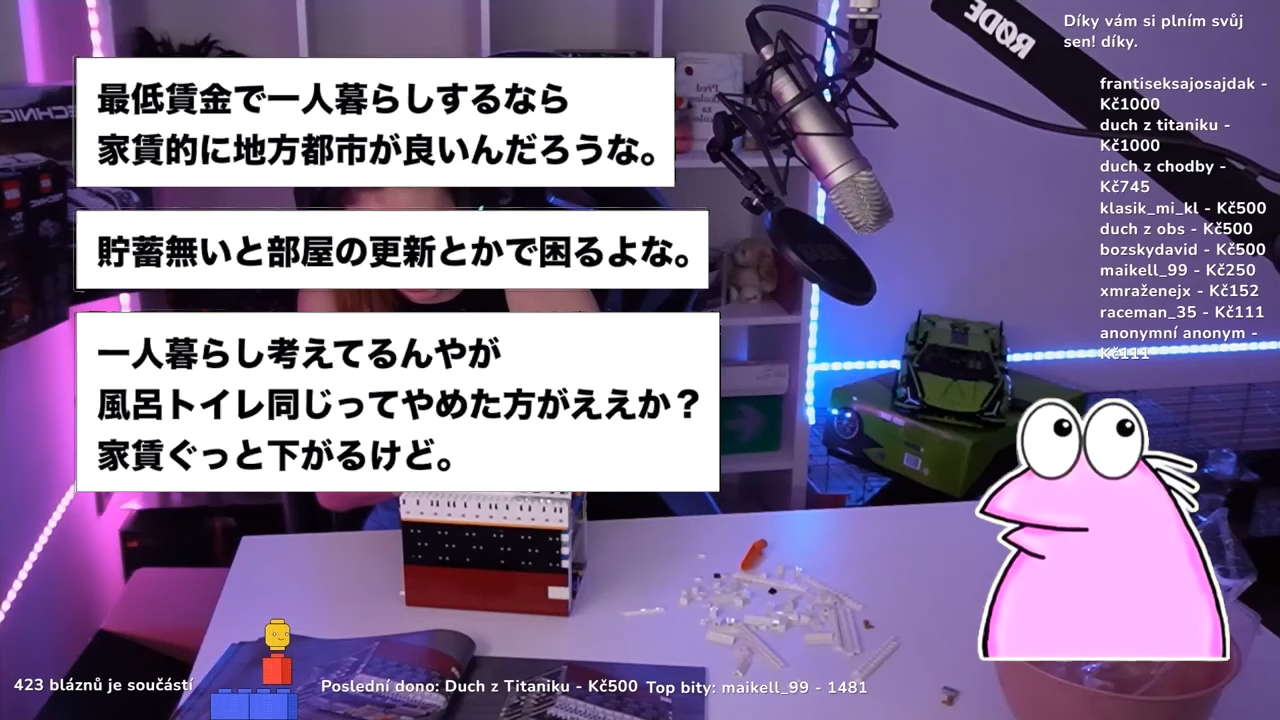 最低賃金で一人暮らしするなら
家賃的に地方都市が良いんだろうな。
貯蓄無いと部屋の更新とかで困るよな。
一人暮らし考えてるんやが
風呂トイレ同じってやめた方がええか？
家賃ぐっと下がるけど。
RØDE
Díky vám si plním svůj
sen! díky.
frantiseksajosajdak -
Kč1000
duch z titaniku -
Kč1000
duch z chodby -
Kč745
klasik_mi_kl - Kč500
duch z obs - Kč500
bozskydavid - Kč500
maikell_99 - Kč250
xmraženejx - Kč152
raceman_35 - Kč111
anonymní anonym -
Kč111
423 bláznů je součástí
Poslední dono: Duch z Titaniku - Kč500
Top bity: maikell_99 - 1481